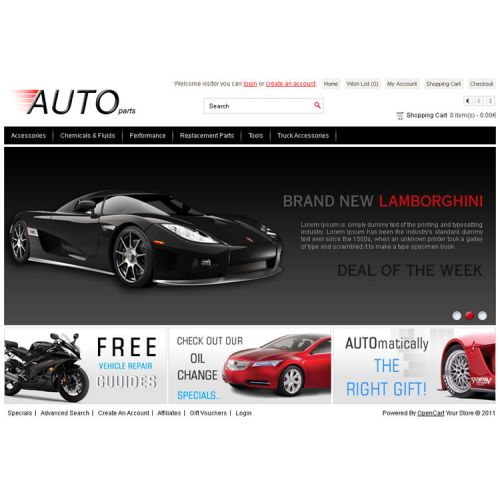 Welcome visitor you can login or create an account.
Home Wish List (0) My Account Shopping Cart Checkout
AUTO parts
Search
€ £ $
Shopping Cart 0 item(s) - 0.00€
Accessories Chemicals & Fluids Performance Replacement Parts Tools Truck Accessories
BRAND NEW LAMBORGHINI
Lorem Ipsum is simply dummy text of the printing and typesetting
industry. Lorem Ipsum has been the industry's standard dummy
text ever since the 1500s, when an unknown printer took a galley
of type and scrambled it to make a type specimen book.
DEAL OF THE WEEK
FREE
VEHICLE REPAIR
GUUIDES
CHECK OUT OUR
OIL
CHANGE
SPECIALS..
AUTOmatically
THE
RIGHT GIFT!
Specials | Advanced Search | Create An Account | Affiliates | Gift Vouchers | Login
Powered By OpenCart Your Store © 2011